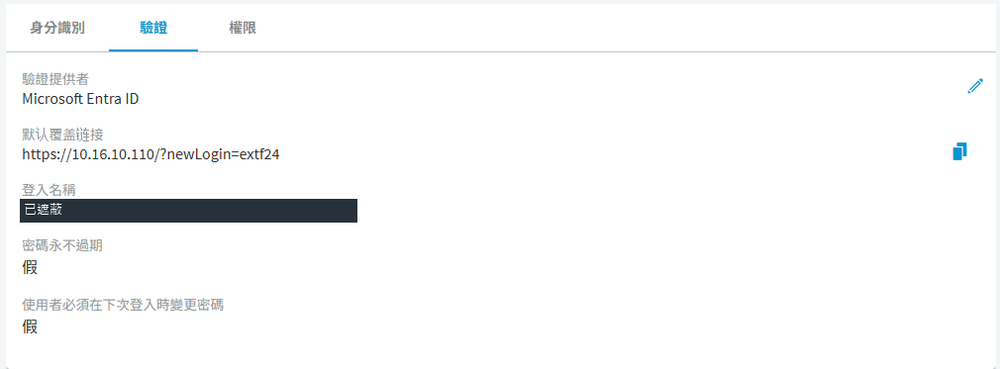 身分識別 驗證 權限
驗證提供者
Microsoft Entra ID
默认覆盖链接
https://10.16.10.110/?newLogin=extf24
登入名稱
已遮蔽
密碼永不過期
假
使用者必須在下次登入時變更密碼
假